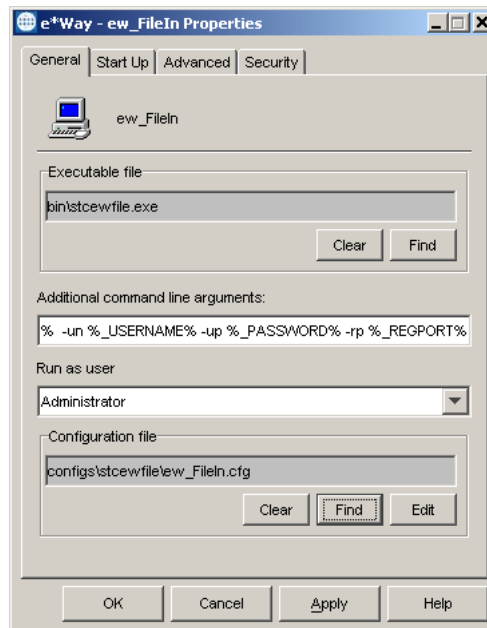 e*Way - ew_FileIn Properties
General Start Up Advanced Security
ew_FileIn
Executable file
bin\stcewfile.exe
Clear Find
Additional command line arguments:
% -un %_USERNAME% -up %_PASSWORD% -rp %_REGPORT%
Run as user
Administrator
Configuration file
configs\stcewfile\ew_FileIn.cfg
Clear Find Edit
OK Cancel Apply Help